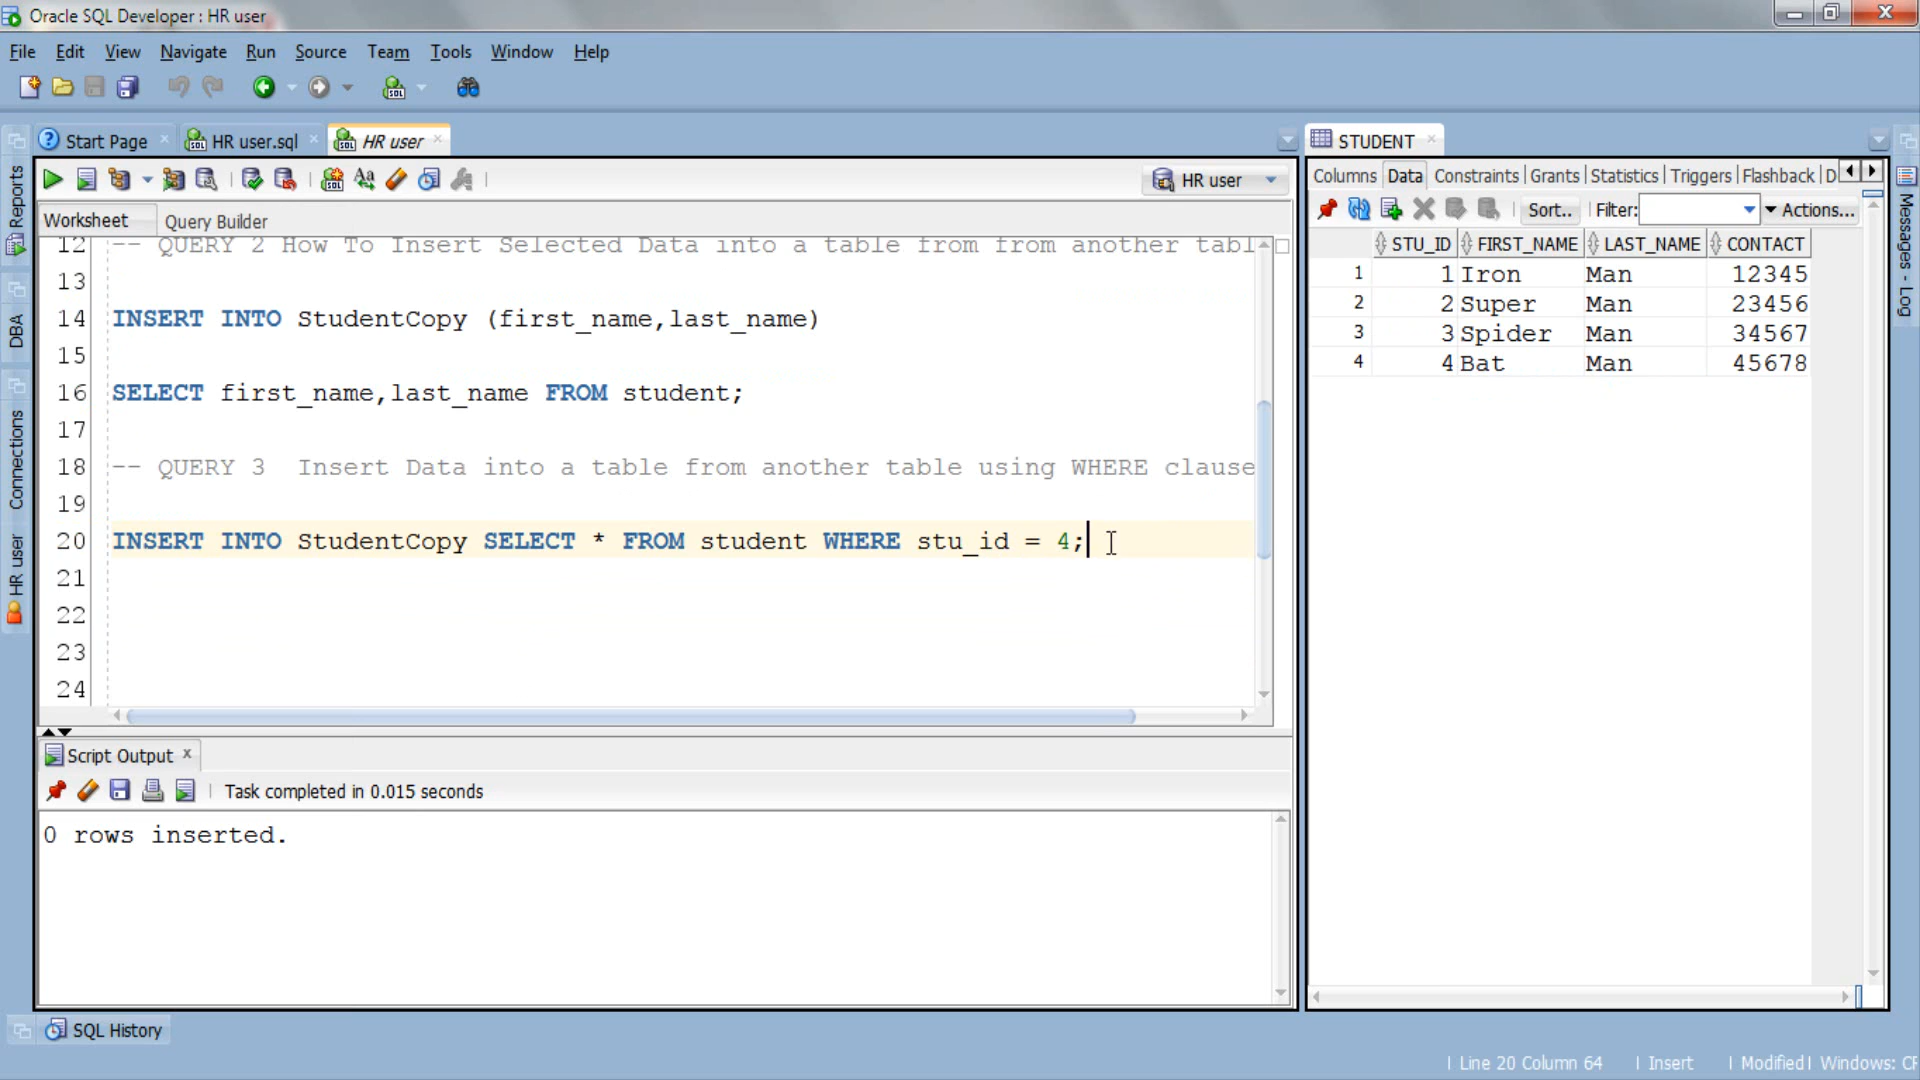 Oracle SQL Developer : HR user
File Edit View Navigate Run Source Team Tools Window Help
Start Page
HR user.sql
HR user
STUDENT
HR user
Columns Data Constraints Grants Statistics Triggers Flashback D
Sort.. Filter: Actions...
Worksheet Query Builder
12 -- QUERY 2 How To Insert Selected Data into a table from from another tabl
13
14 INSERT INTO StudentCopy (first_name,last_name)
15
16 SELECT first_name,last_name FROM student;
17
18 -- QUERY 3 Insert Data into a table from another table using WHERE clause
19
20 INSERT INTO StudentCopy SELECT * FROM student WHERE stu_id = 4;
21
22
23
24
STU_ID FIRST_NAME LAST_NAME CONTACT
1 1 Iron Man 12345
2 2 Super Man 23456
3 3 Spider Man 34567
4 4 Bat Man 45678
Reports
DBA
Connections
HR user
Messages - Log
Script Output
Task completed in 0.015 seconds
0 rows inserted.
SQL History
Line 20 Column 64 Insert Modified Windows: CR